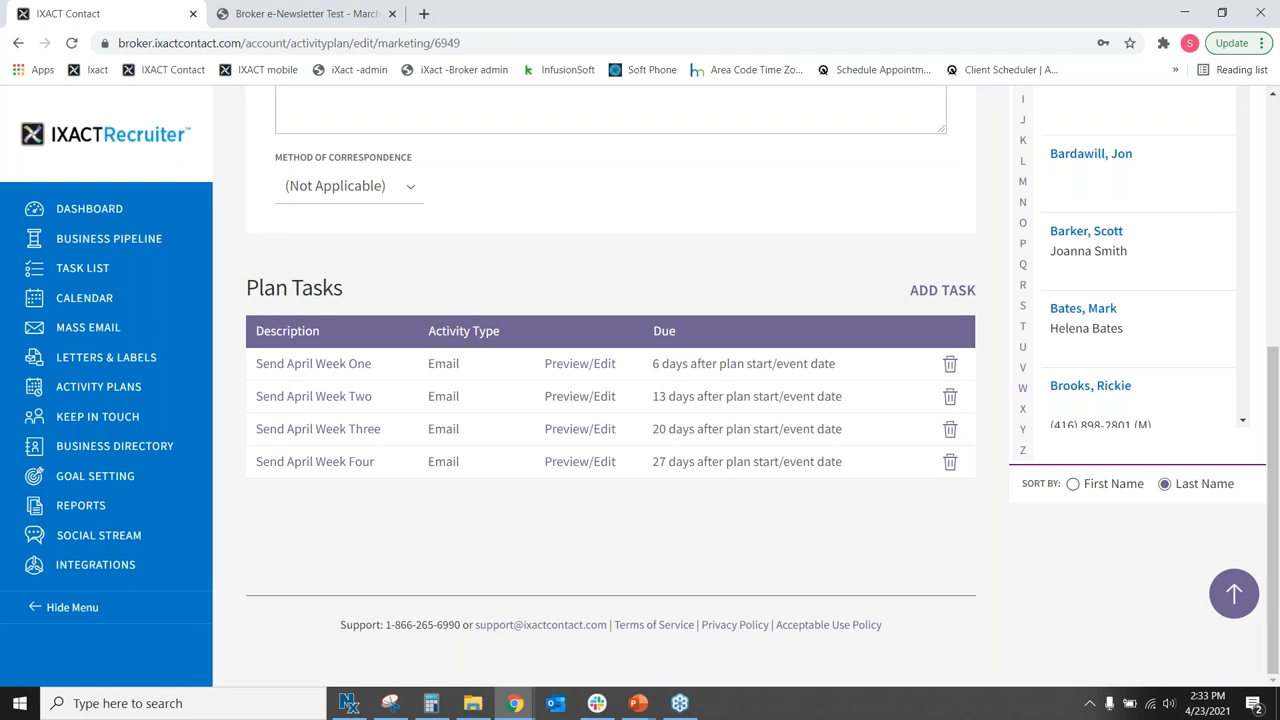 IXACT Contact
Broker e-Newsletter Test - March
broker.ixactcontact.com/account/activityplan/edit/marketing/6949
S
Update
Apps
Ixact
IXACT Contact
IXACT mobile
iXact -admin
iXact -Broker admin
InfusionSoft
Soft Phone
Area Code Time Zo...
Schedule Appointm...
Client Scheduler | A...
»
Reading list
IXACTRecruiter™
DASHBOARD
BUSINESS PIPELINE
TASK LIST
CALENDAR
MASS EMAIL
LETTERS & LABELS
ACTIVITY PLANS
KEEP IN TOUCH
BUSINESS DIRECTORY
GOAL SETTING
REPORTS
SOCIAL STREAM
INTEGRATIONS
Hide Menu
METHOD OF CORRESPONDENCE
(Not Applicable)
Plan Tasks
ADD TASK
Description Activity Type Due
Send April Week One Email Preview/Edit 6 days after plan start/event date
Send April Week Two Email Preview/Edit 13 days after plan start/event date
Send April Week Three Email Preview/Edit 20 days after plan start/event date
Send April Week Four Email Preview/Edit 27 days after plan start/event date
Support: 1-866-265-6990 or support@ixactcontact.com | Terms of Service | Privacy Policy | Acceptable Use Policy
I
J
K
L
M
N
O
P
Q
R
S
T
U
V
W
X
Y
Z
Bardawill, Jon
Barker, Scott
Joanna Smith
Bates, Mark
Helena Bates
Brooks, Rickie
(416) 898-2801 (M)
SORT BY: First Name Last Name
Type here to search
2:33 PM
4/23/2021
2